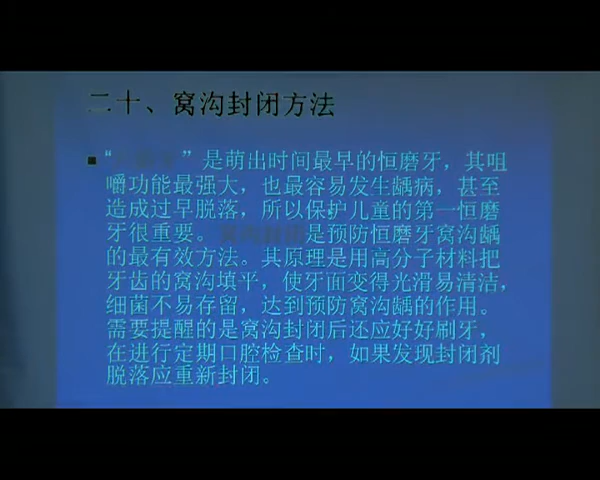 二十、窝沟封闭方法
“ ”是萌出时间最早的恒磨牙，其咀
嚼功能最强大，也最容易发生龋病，甚至
造成过早脱落，所以保护儿童的第一恒磨
牙很重要。窝沟封闭是预防恒磨牙窝沟龋
的最有效方法。其原理是用高分子材料把
牙齿的窝沟填平，使牙面变得光滑易清洁，
细菌不易存留，达到预防窝沟龋的作用。
需要提醒的是窝沟封闭后还应好好刷牙，
在进行定期口腔检查时，如果发现封闭剂
脱落应重新封闭。